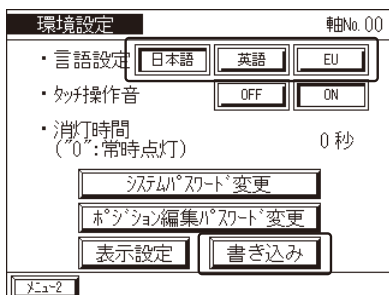 環境設定 軸No. 00
・言語設定 日本語 英語 EU
・タッチ操作音 OFF ON
・消灯時間 0 秒
("0":常時点灯)
システムパスワード変更
ポジション編集パスワード変更
表示設定 書き込み
メニュー2